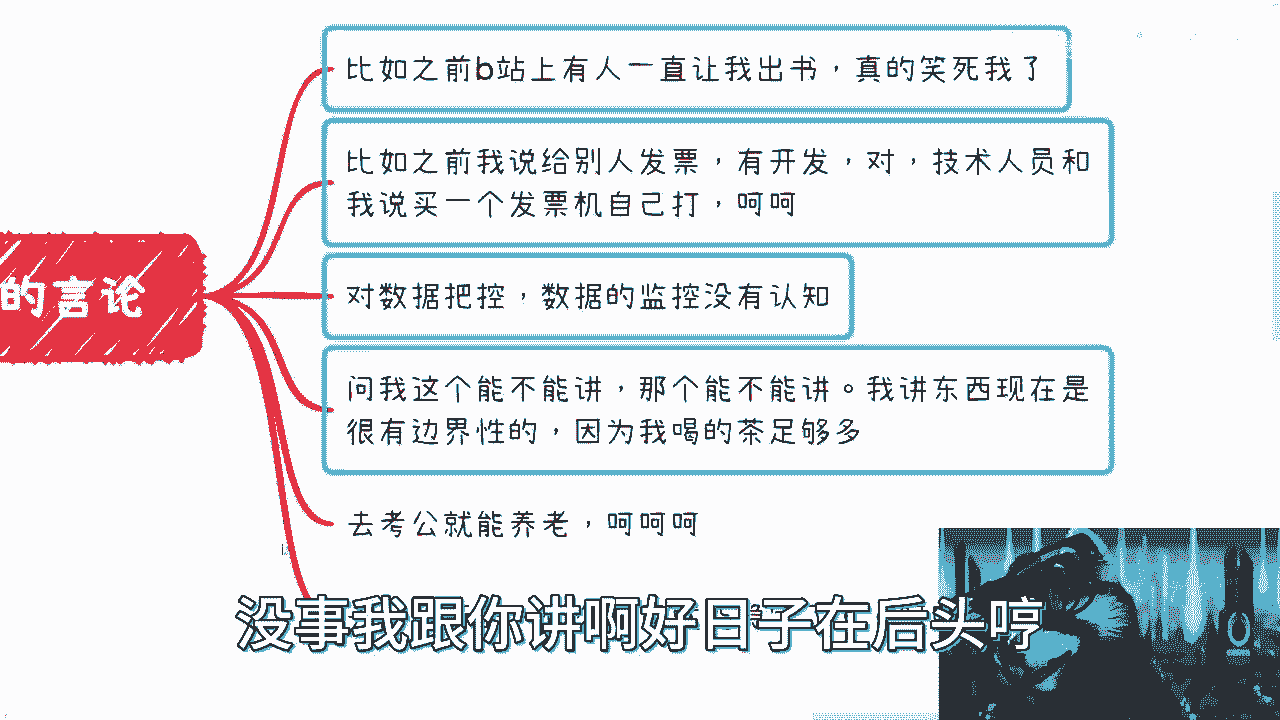 比如之前b站上有人一直让我出书，真的笑死我了
比如之前我说给别人发票，有开发，对，技术人员和
我说买一个发票机自己打，呵呵
的言论
对数据把控，数据的监控没有认知
问我这个能不能讲，那个能不能讲。我讲东西现在是
很有边界性的，因为我喝的茶足够多
去考公就能养老，呵呵呵
没事我跟你讲啊好日子在后头哼